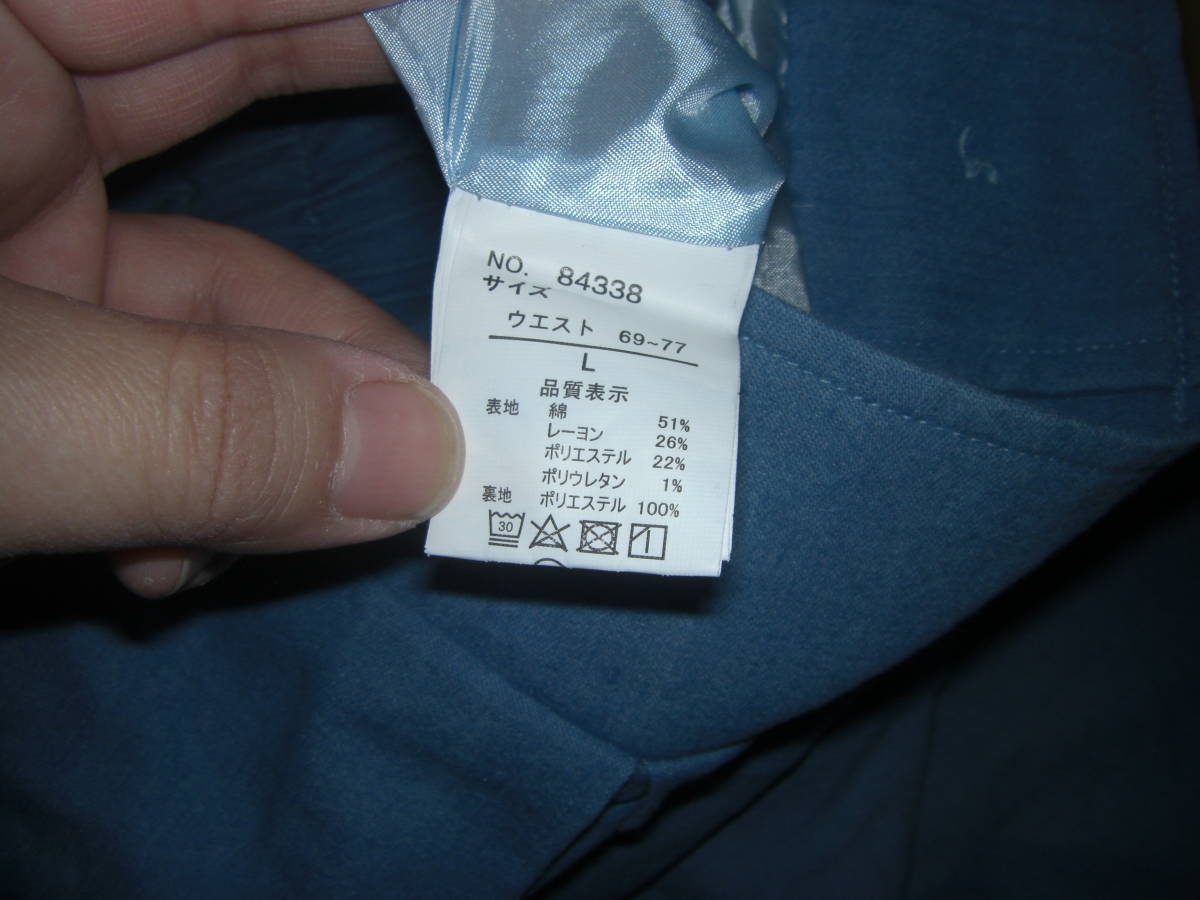 NO. 84338
サイズ
ウエスト 69~77
L
品質表示
表地 綿 51%
レーヨン 26%
ポリエステル 22%
ポリウレタン 1%
裏地 ポリエステル 100%
30